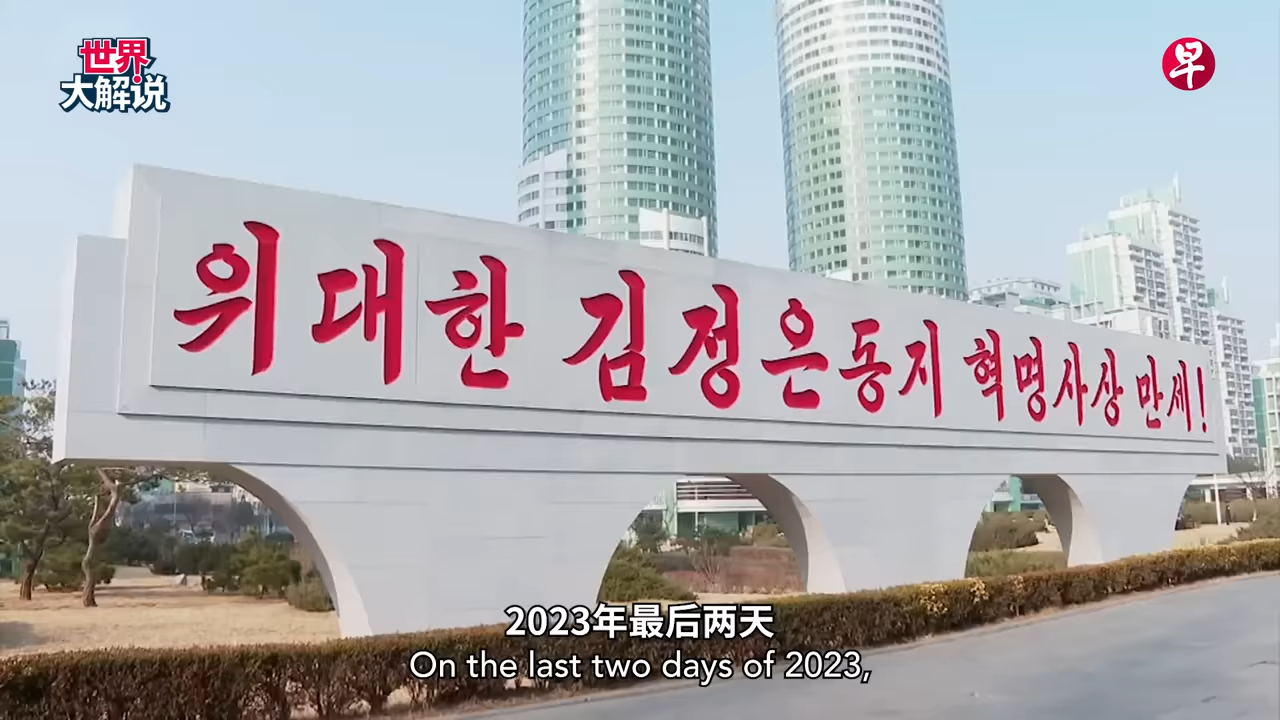 世界
大解说
早
위대한 김정은동지 혁명사상 만세!
2023年最后两天
On the last two days of 2023,